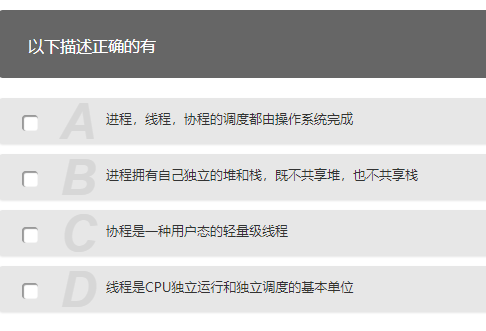 以下描述正确的有
A 进程，线程，协程的调度都由操作系统完成
B 进程拥有自己独立的堆和栈，既不共享堆，也不共享栈
C 协程是一种用户态的轻量级线程
D 线程是CPU独立运行和独立调度的基本单位